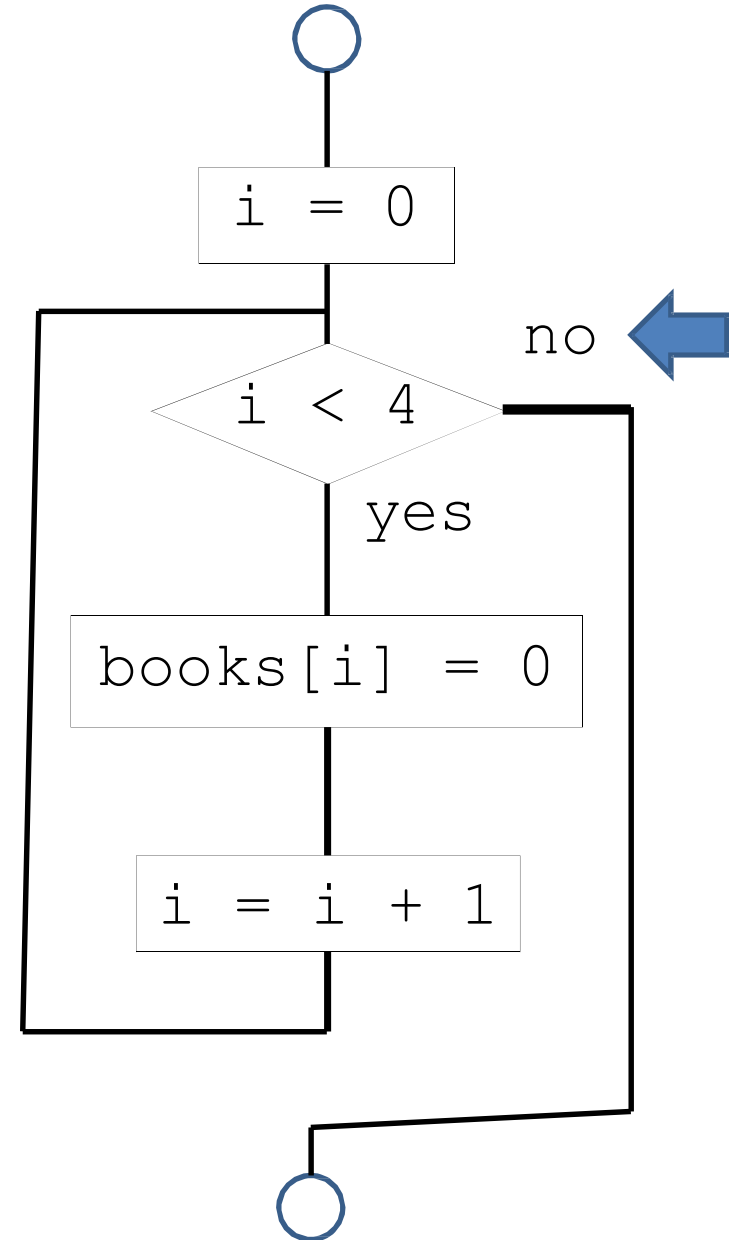 i = 0
no
i < 4
yes
books[i] = 0
i = i + 1